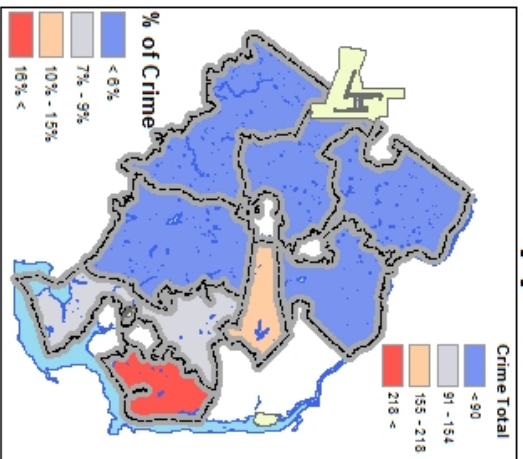 % of Crime
< 6%
7% - 9%
10% - 15%
16% <
Crime Total
< 90
91 - 154
155 - 218
218 <